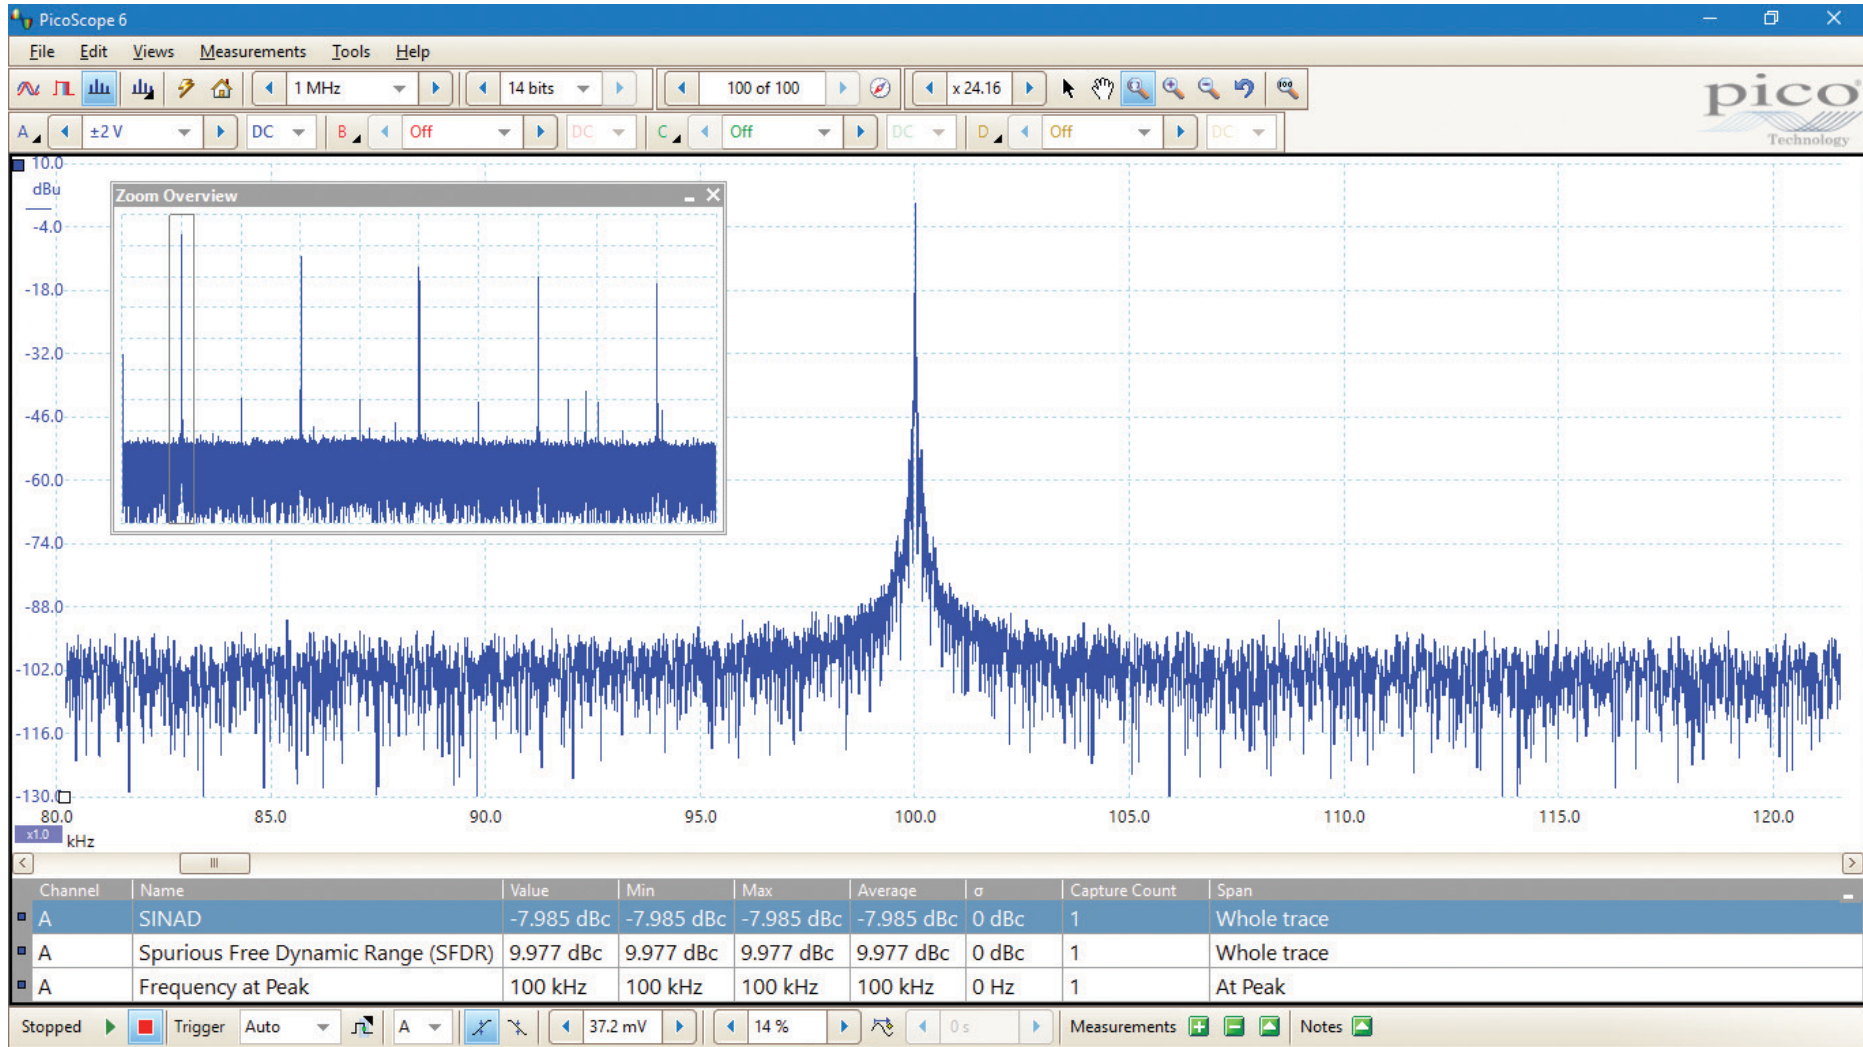 PicoScope 6
File Edit Views Measurements Tools Help
1 MHz 14 bits 100 of 100 x 24.16
pico
Technology
A ±2 V DC B Off DC C Off DC D Off DC
10.0
dBu
-4.0
-18.0
-32.0
-46.0
-60.0
-74.0
-88.0
-102.0
-116.0
-130.0
Zoom Overview
80.0 85.0 90.0 95.0 100.0 105.0 110.0 115.0 120.0
x1.0 kHz
Channel Name Value Min Max Average σ Capture Count Span
A SINAD -7.985 dBc -7.985 dBc -7.985 dBc -7.985 dBc 0 dBc 1 Whole trace
A Spurious Free Dynamic Range (SFDR) 9.977 dBc 9.977 dBc 9.977 dBc 9.977 dBc 0 dBc 1 Whole trace
A Frequency at Peak 100 kHz 100 kHz 100 kHz 100 kHz 0 Hz 1 At Peak
Stopped Trigger Auto A 37.2 mV 14 % 0 s Measurements Notes